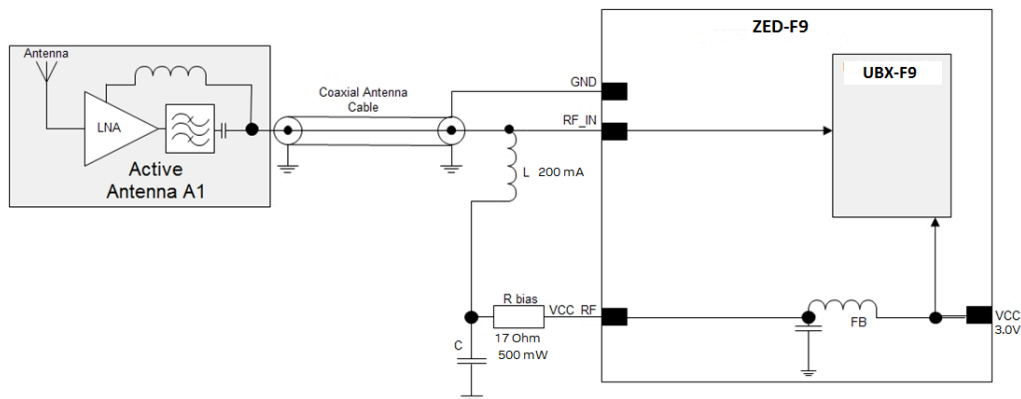 ZED-F9
Antenna
UBX-F9
GND
Coaxial Antenna
Cable
LNA
RF_IN
Active
Antenna A1
L 200 mA
R bias
VCC_RF
VCC
3.0V
FB
C
17 Ohm
500 mW